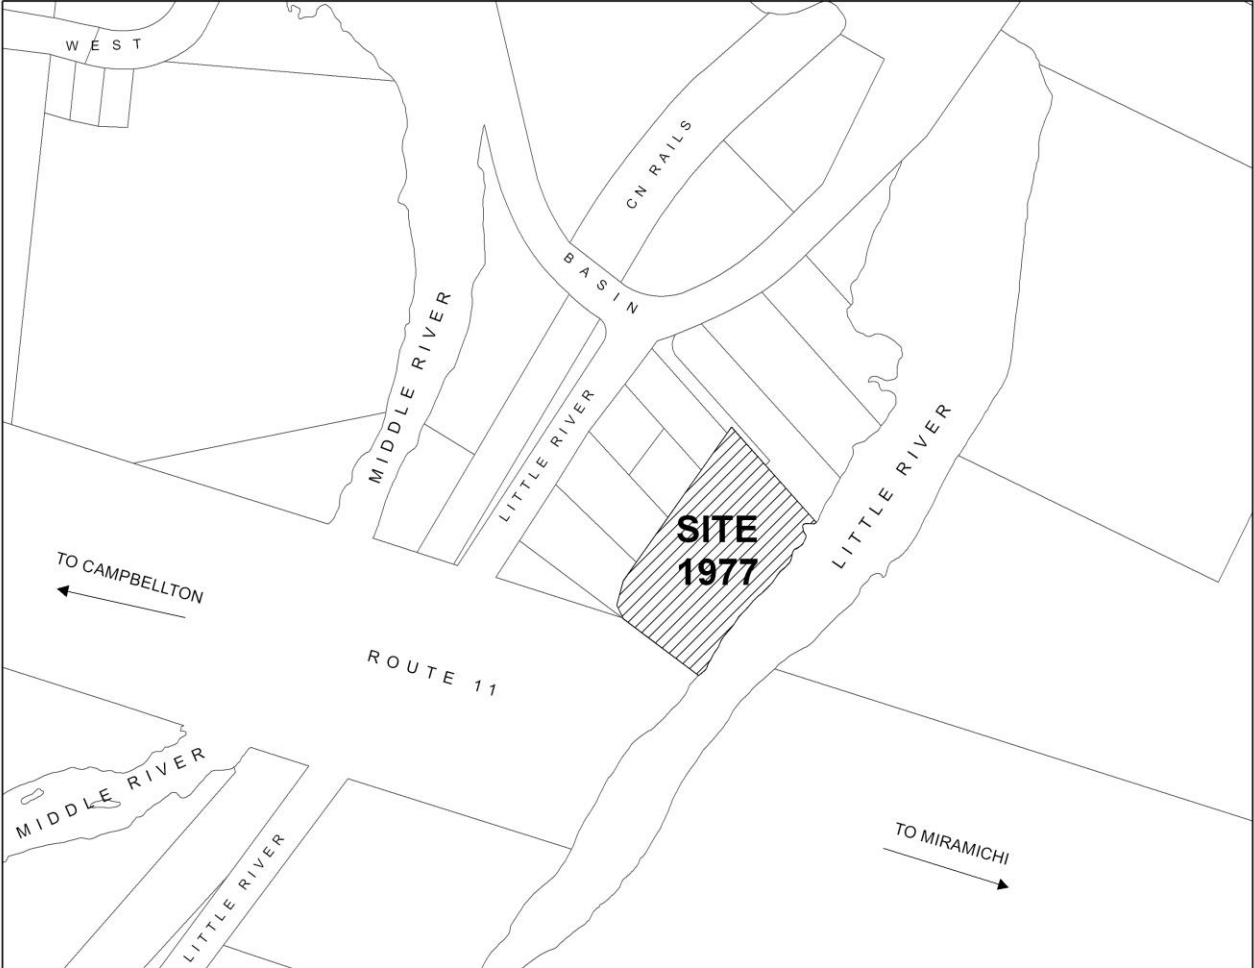 WEST
CN RAILS
BASIN
MIDDLE RIVER
LITTLE RIVER
LITTLE RIVER
SITE
1977
TO CAMPBELLTON
ROUTE 11
MIDDLE RIVER
LITTLE RIVER
TO MIRAMICHI